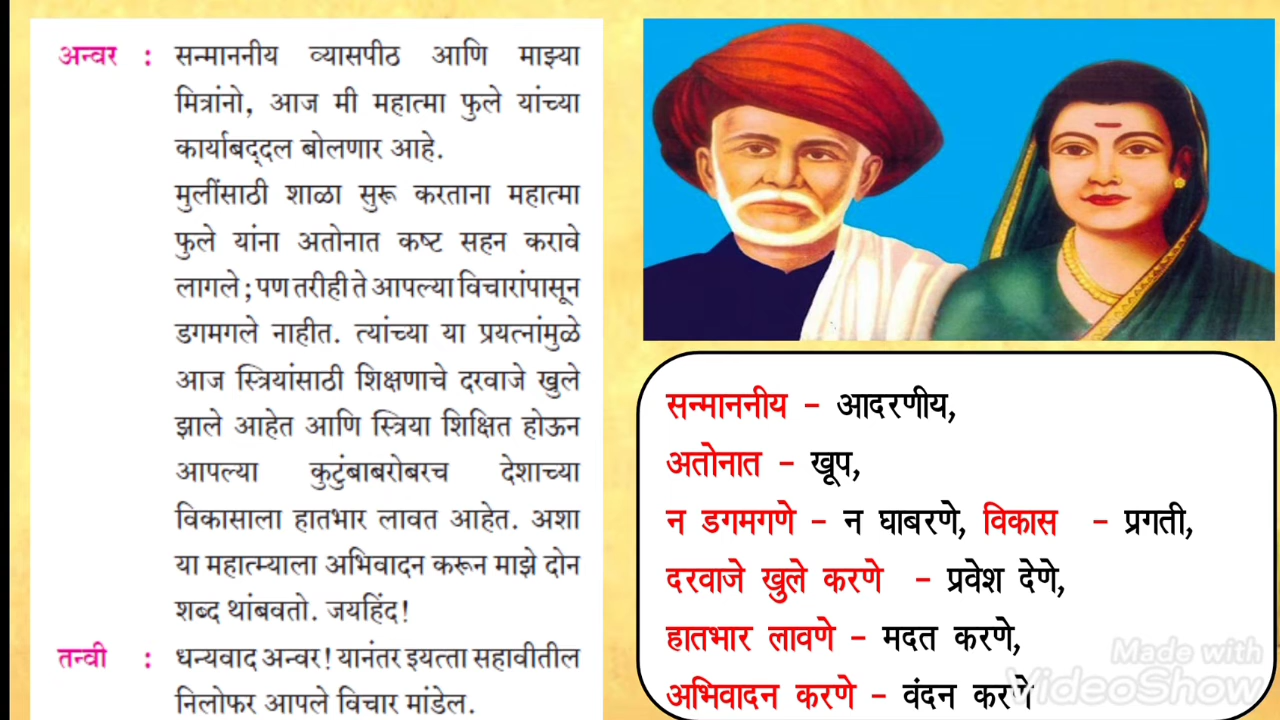 अन्वर : सन्माननीय व्यासपीठ आणि माझ्या
मित्रांनो, आज मी महात्मा फुले यांच्या
कार्याबद्‌दल बोलणार आहे.
मुलींसाठी शाळा सुरू करताना महात्मा
फुले यांना अतोनात कष्ट सहन करावे
लागले ; पण तरीही ते आपल्या विचारांपासून
डगमगले नाहीत. त्यांच्या या प्रयत्नांमुळे
आज स्त्रियांसाठी शिक्षणाचे दरवाजे खुले
झाले आहेत आणि स्त्रिया शिक्षित होऊन
आपल्या कुटुंबाबरोबरच देशाच्या
विकासाला हातभार लावत आहेत. अशा
या महात्म्याला अभिवादन करून माझे दोन
शब्द थांबवतो. जयहिंद!
तन्वी : धन्यवाद अन्वर! यानंतर इयत्ता सहावीतील
निलोफर आपले विचार मांडेल.
सन्माननीय - आदरणीय,
अतोनात - खूप,
न डगमगणे - न घाबरणे, विकास - प्रगती,
दरवाजे खुले करणे - प्रवेश देणे,
हातभार लावणे - मदत करणे,
अभिवादन करणे - वंदन करणे
Made with
VideoShow